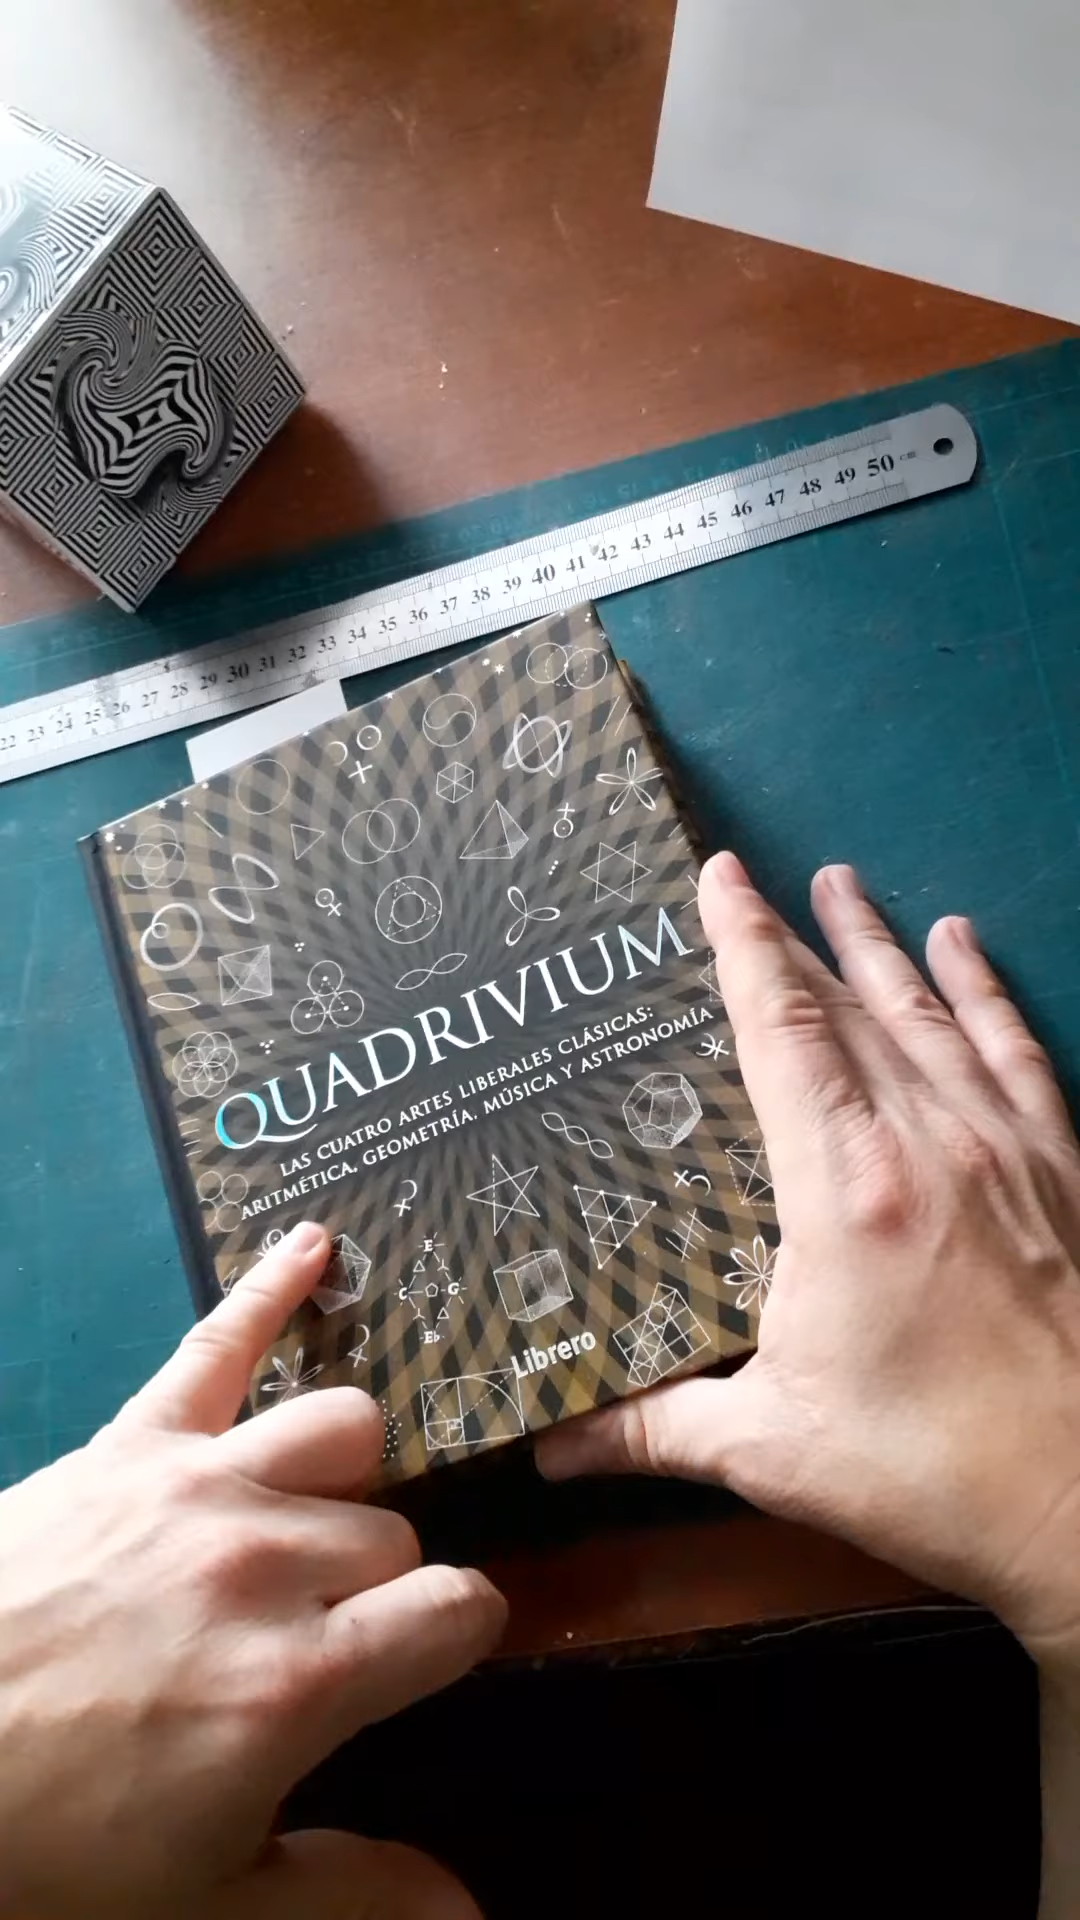 22 23 24 25 26 27 28 29 30 31 32 33 34 35 36 37 38 39 40 41 42 43 44 45 46 47 48 49 50 cm
QUADRIVIUM
LAS CUATRO ARTES LIBERALES CLÁSICAS:
ARITMÉTICA, GEOMETRÍA, MÚSICA Y ASTRONOMÍA
E
C G
Eb
Librero